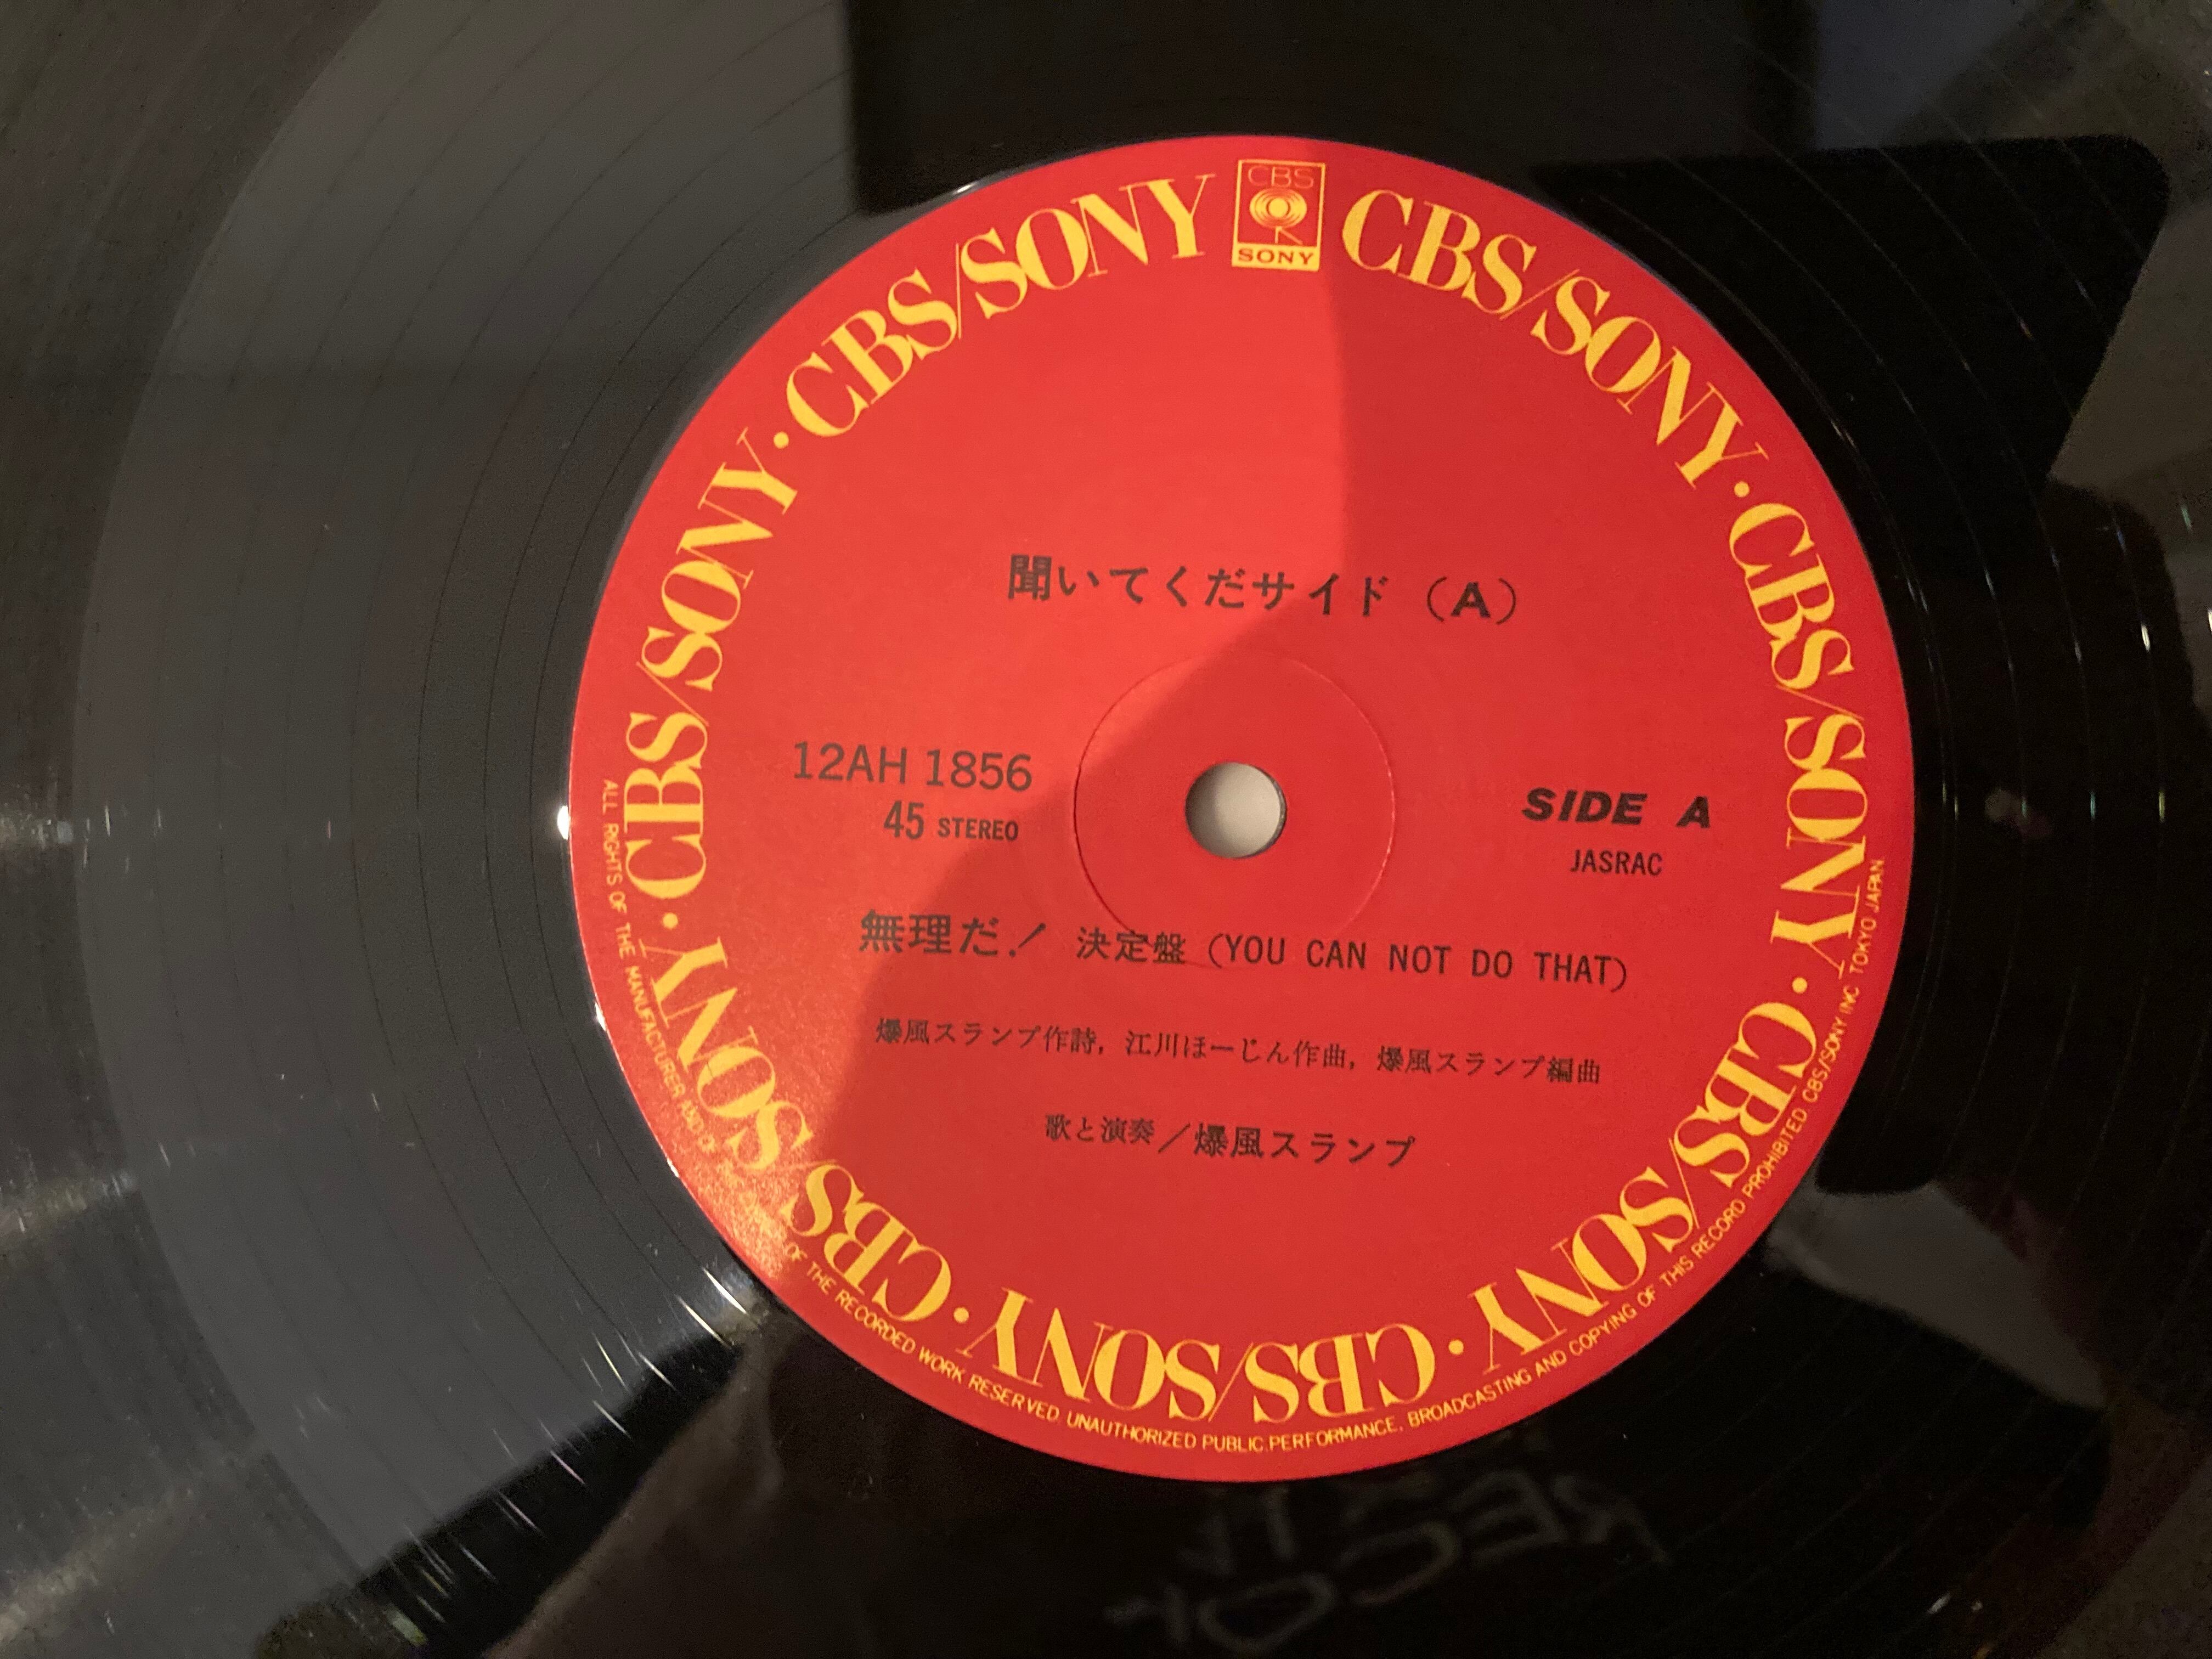 CBS
SONY
CBS/SONY · CBS/SONY · CBS/SONY · CBS/SONY · CBS/SONY · CBS/SONY · CBS/SONY · CBS/SONY
聞いてくだサイド（A）
12AH 1856
45 STEREO
SIDE A
JASRAC
無理だ！ 決定盤 (YOU CAN NOT DO THAT)
爆風スランプ作詩, 江川ほーじん作曲, 爆風スランプ編曲
歌と演奏／爆風スランプ
ALL RIGHTS OF THE MANUFACTURER AND OF THE OWNER OF THE RECORDED WORK RESERVED. UNAUTHORIZED PUBLIC PERFORMANCE, BROADCASTING AND COPYING OF THIS RECORD PROHIBITED CBS/SONY INC. TOKYO JAPAN